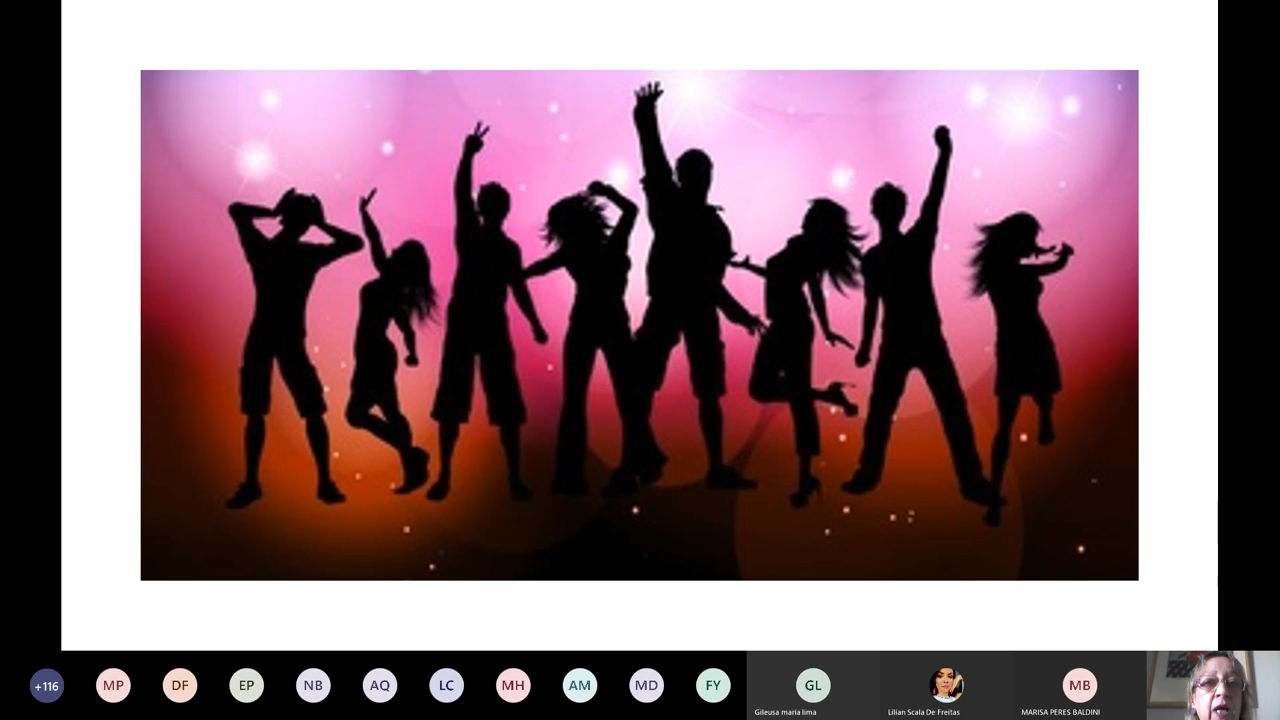 +116
MP
DF
EP
NB
AQ
LC
MH
AM
MD
FY
GL
MB
Gileusa maria lima
Lilian Scala De Freitas
MARISA PERES BALDINI